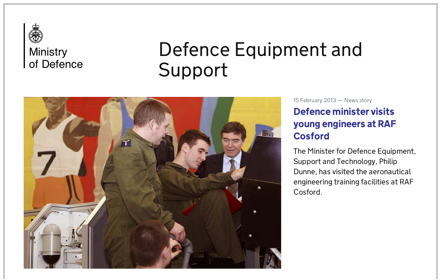 Ministry
of Defence
Defence Equipment and
Support
15 February 2013 — News story
Defence minister visits
young engineers at RAF
Cosford
The Minister for Defence Equipment,
Support and Technology, Philip
Dunne, has visited the aeronautical
engineering training facilities at RAF
Cosford.
7